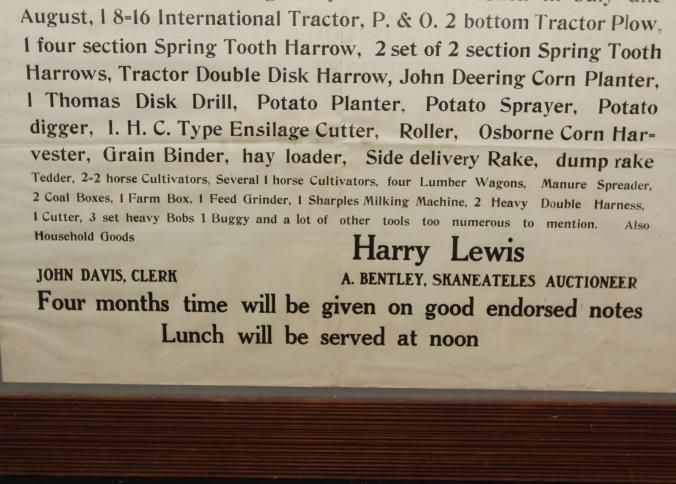 August, 1 8-16 International Tractor, P. & O. 2 bottom Tractor Plow,
1 four section Spring Tooth Harrow, 2 set of 2 section Spring Tooth
Harrows, Tractor Double Disk Harrow, John Deering Corn Planter,
1 Thomas Disk Drill, Potato Planter, Potato Sprayer, Potato
digger, I. H. C. Type Ensilage Cutter, Roller, Osborne Corn Har-
vester, Grain Binder, hay loader, Side delivery Rake, dump rake
Tedder, 2-2 horse Cultivators, Several 1 horse Cultivators, four Lumber Wagons, Manure Spreader,
2 Coal Boxes, 1 Farm Box, 1 Feed Grinder, 1 Sharples Milking Machine, 2 Heavy Double Harness,
1 Cutter, 3 set heavy Bobs 1 Buggy and a lot of other tools too numerous to mention. Also
Household Goods
Harry Lewis
JOHN DAVIS, CLERK A. BENTLEY, SKANEATELES AUCTIONEER
Four months time will be given on good endorsed notes
Lunch will be served at noon